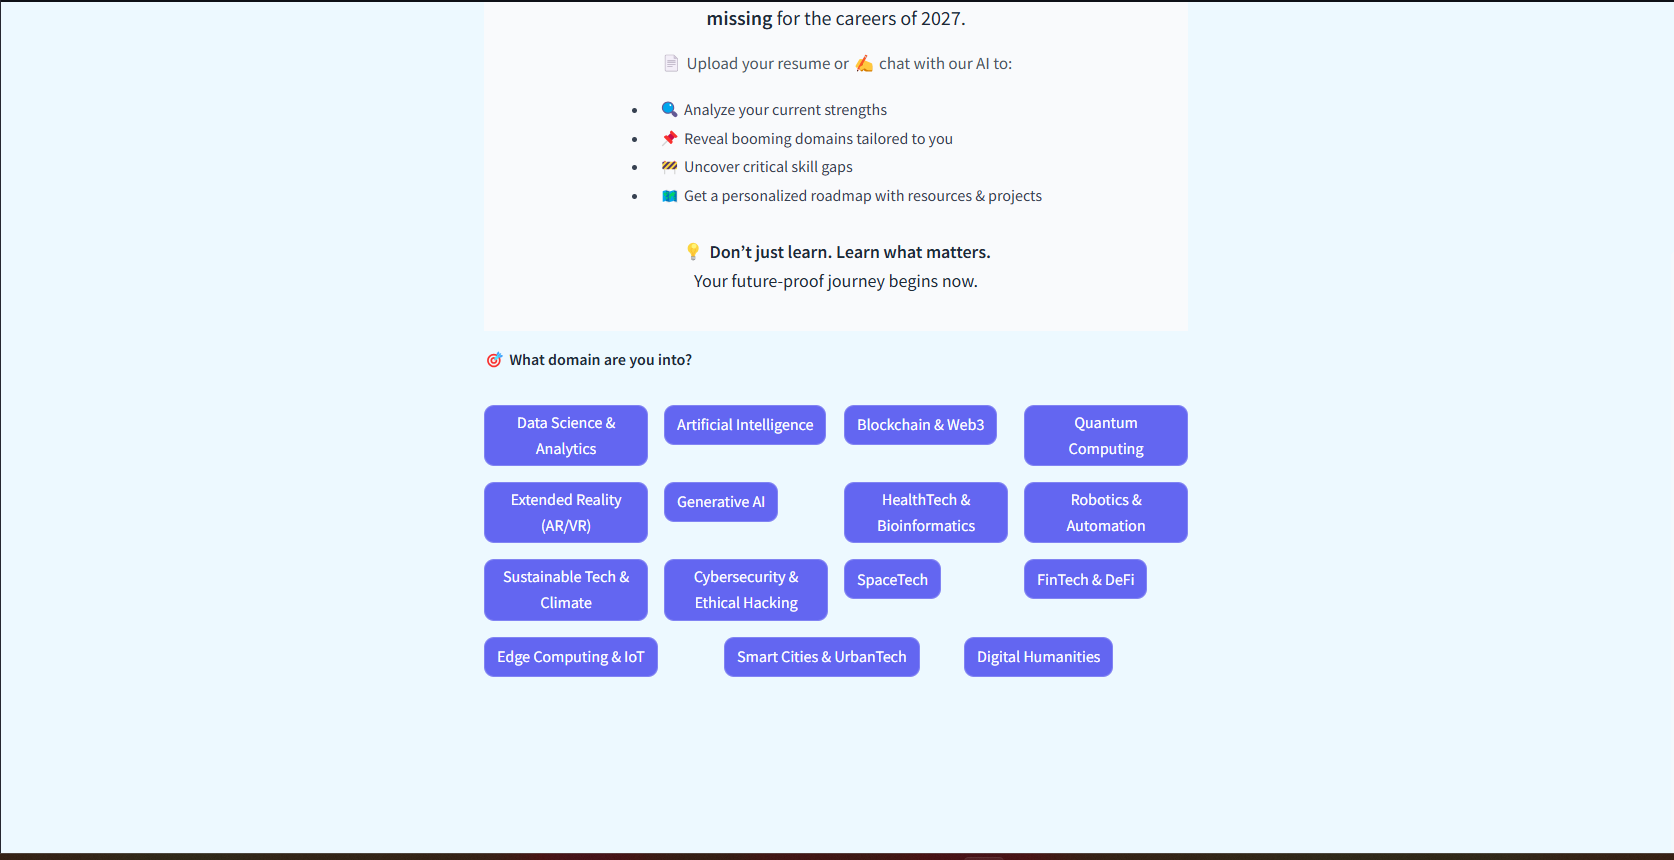 missing for the careers of 2027.
📄 Upload your resume or ✍️ chat with our AI to:
• 🔍 Analyze your current strengths
• 📌 Reveal booming domains tailored to you
• 🚧 Uncover critical skill gaps
• 🗺️ Get a personalized roadmap with resources & projects
💡 Don’t just learn. Learn what matters.
Your future-proof journey begins now.
🎯 What domain are you into?
Data Science &
Analytics
Artificial Intelligence
Blockchain & Web3
Quantum
Computing
Extended Reality
(AR/VR)
Generative AI
HealthTech &
Bioinformatics
Robotics &
Automation
Sustainable Tech &
Climate
Cybersecurity &
Ethical Hacking
SpaceTech
FinTech & DeFi
Edge Computing & IoT
Smart Cities & UrbanTech
Digital Humanities